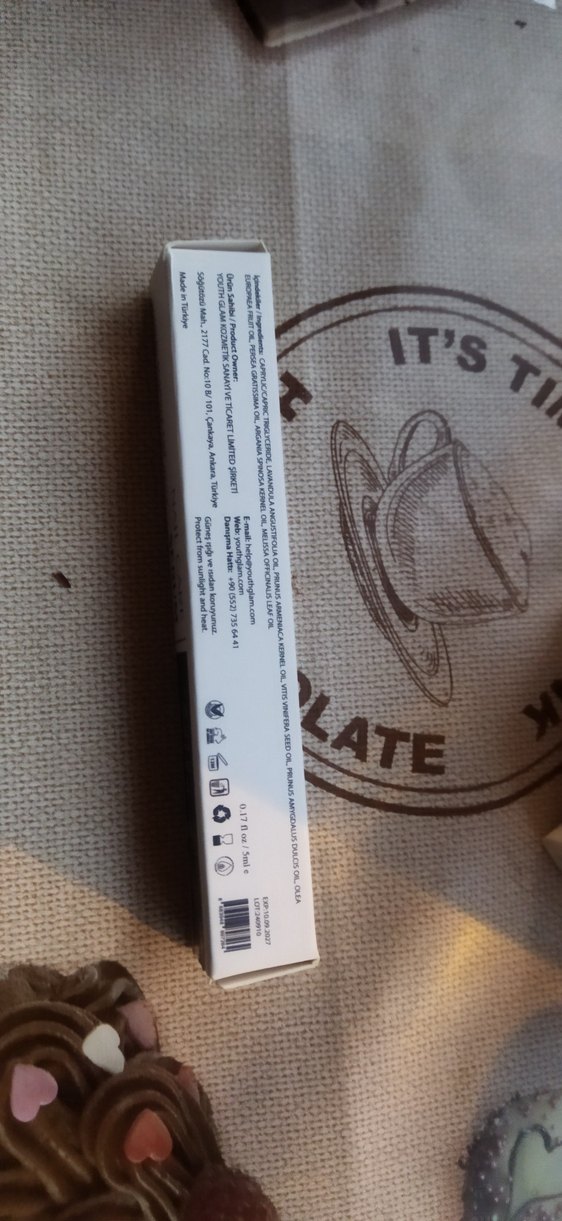 İçindekiler / Ingredients: CAPRYLIC/CAPRIC TRIGLYCERIDE, LAVANDULA ANGUSTIFOLIA OIL, PRUNUS ARMENIACA KERNEL OIL, VITIS VINIFERA SEED OIL, PRUNUS AMYGDALUS DULCIS OIL, OLEA
EUROPAEA FRUIT OIL, PERSEA GRATISSIMA OIL, ARGANIA SPINOSA KERNEL OIL, MELISSA OFFICINALIS LEAF OIL
Ürün Sahibi / Product Owner:
YOUTH GLAM KOZMETİK SANAYİ VE TİCARET LİMİTED ŞİRKETİ
Söğütözü Mah., 2177 Cad. No:10 B/ 101, Çankaya, Ankara, Türkiye
Made in Türkiye
E-mail: help@youthglam.com
Web: youthglam.com
Danışma Hattı: +90 (552) 735 64 41
Güneş ışığı ve ısıdan koruyunuz.
Protect from sunlight and heat.
0.17 fl oz / 5ml e
EXP:10.09.2027
LOT:240910
IT'S TIM
OLATE